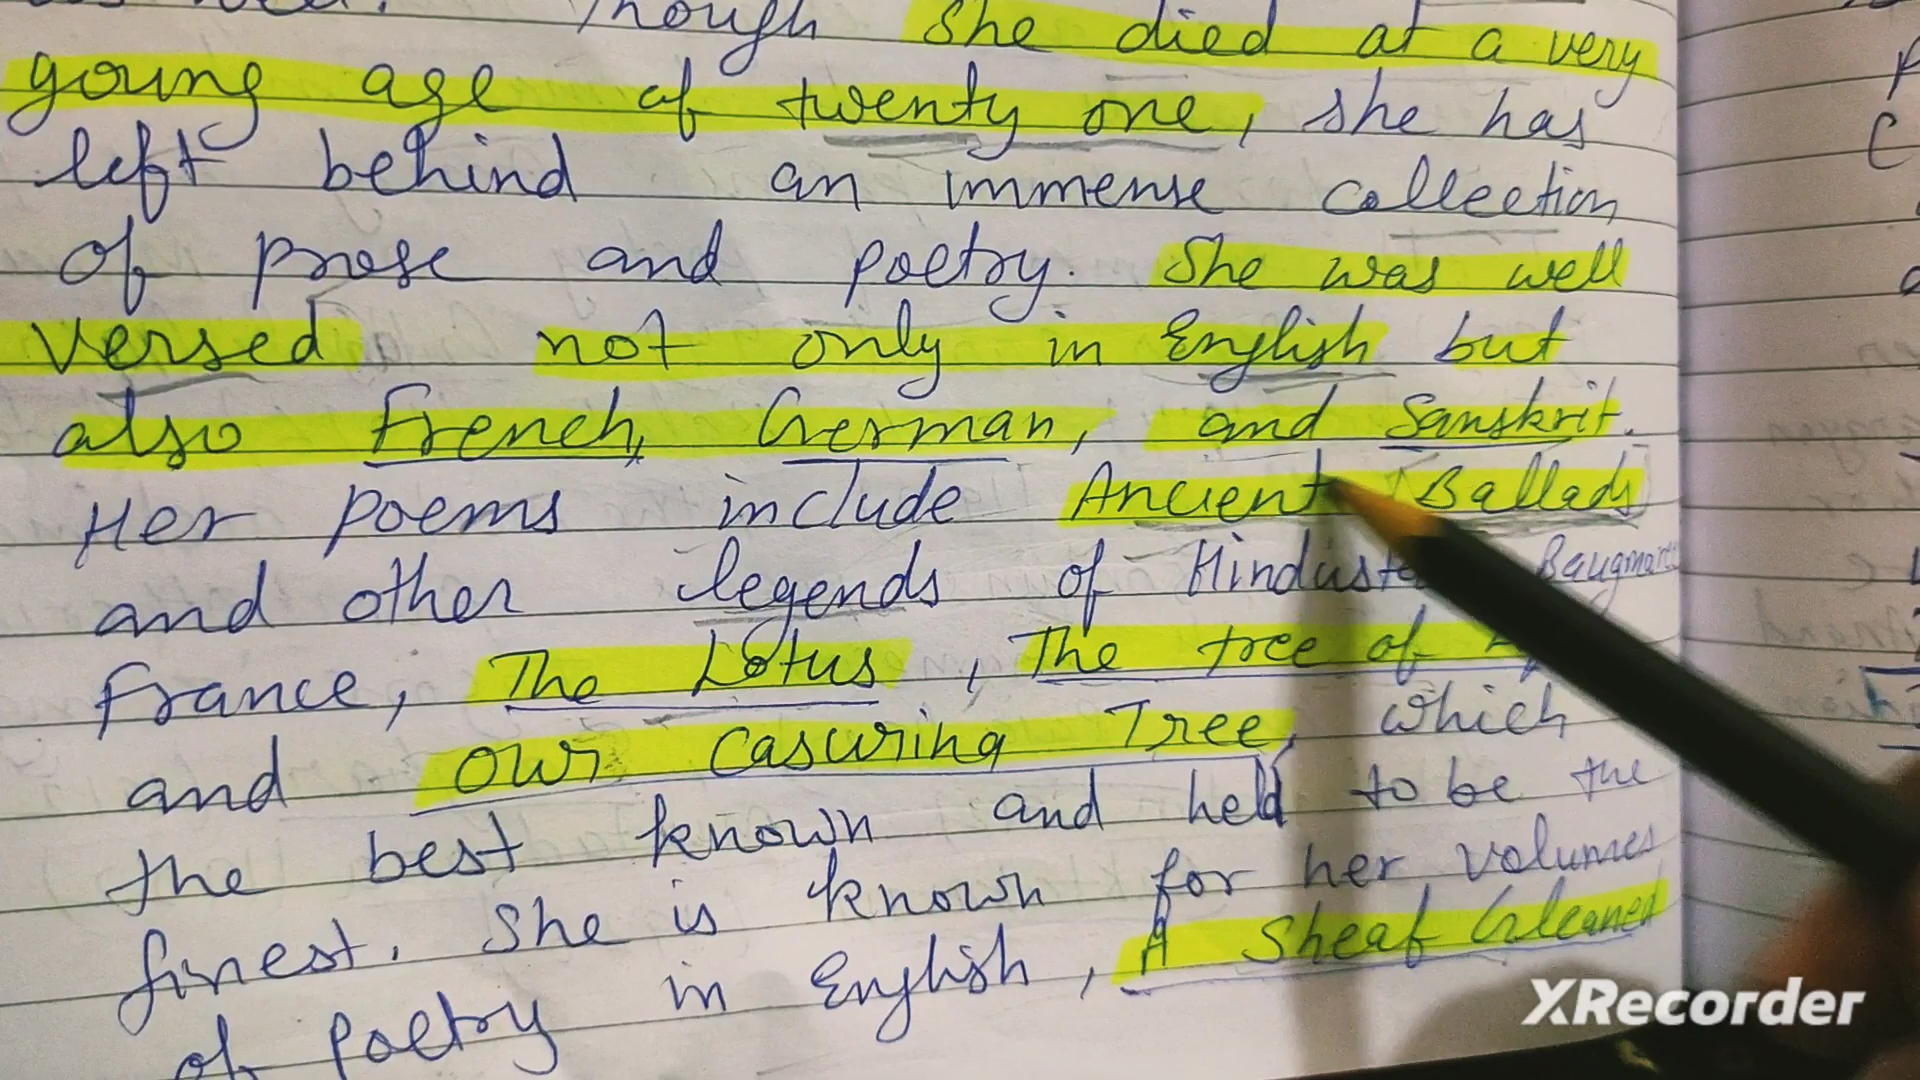 Though she died at a very
young age of twenty one, she has
left behind an immense collection
of prose and poetry. She was well
versed not only in English but
also French, German, and Sanskrit.
Her poems include Ancient Ballads
and other legends of Hindusta Baugmare
France, The Lotus, The tree of
and our casuring Tree, which
the best known and held to be the
finest. She is known for her volumes
of poetry in English, A Sheaf Gleaned
XRecorder